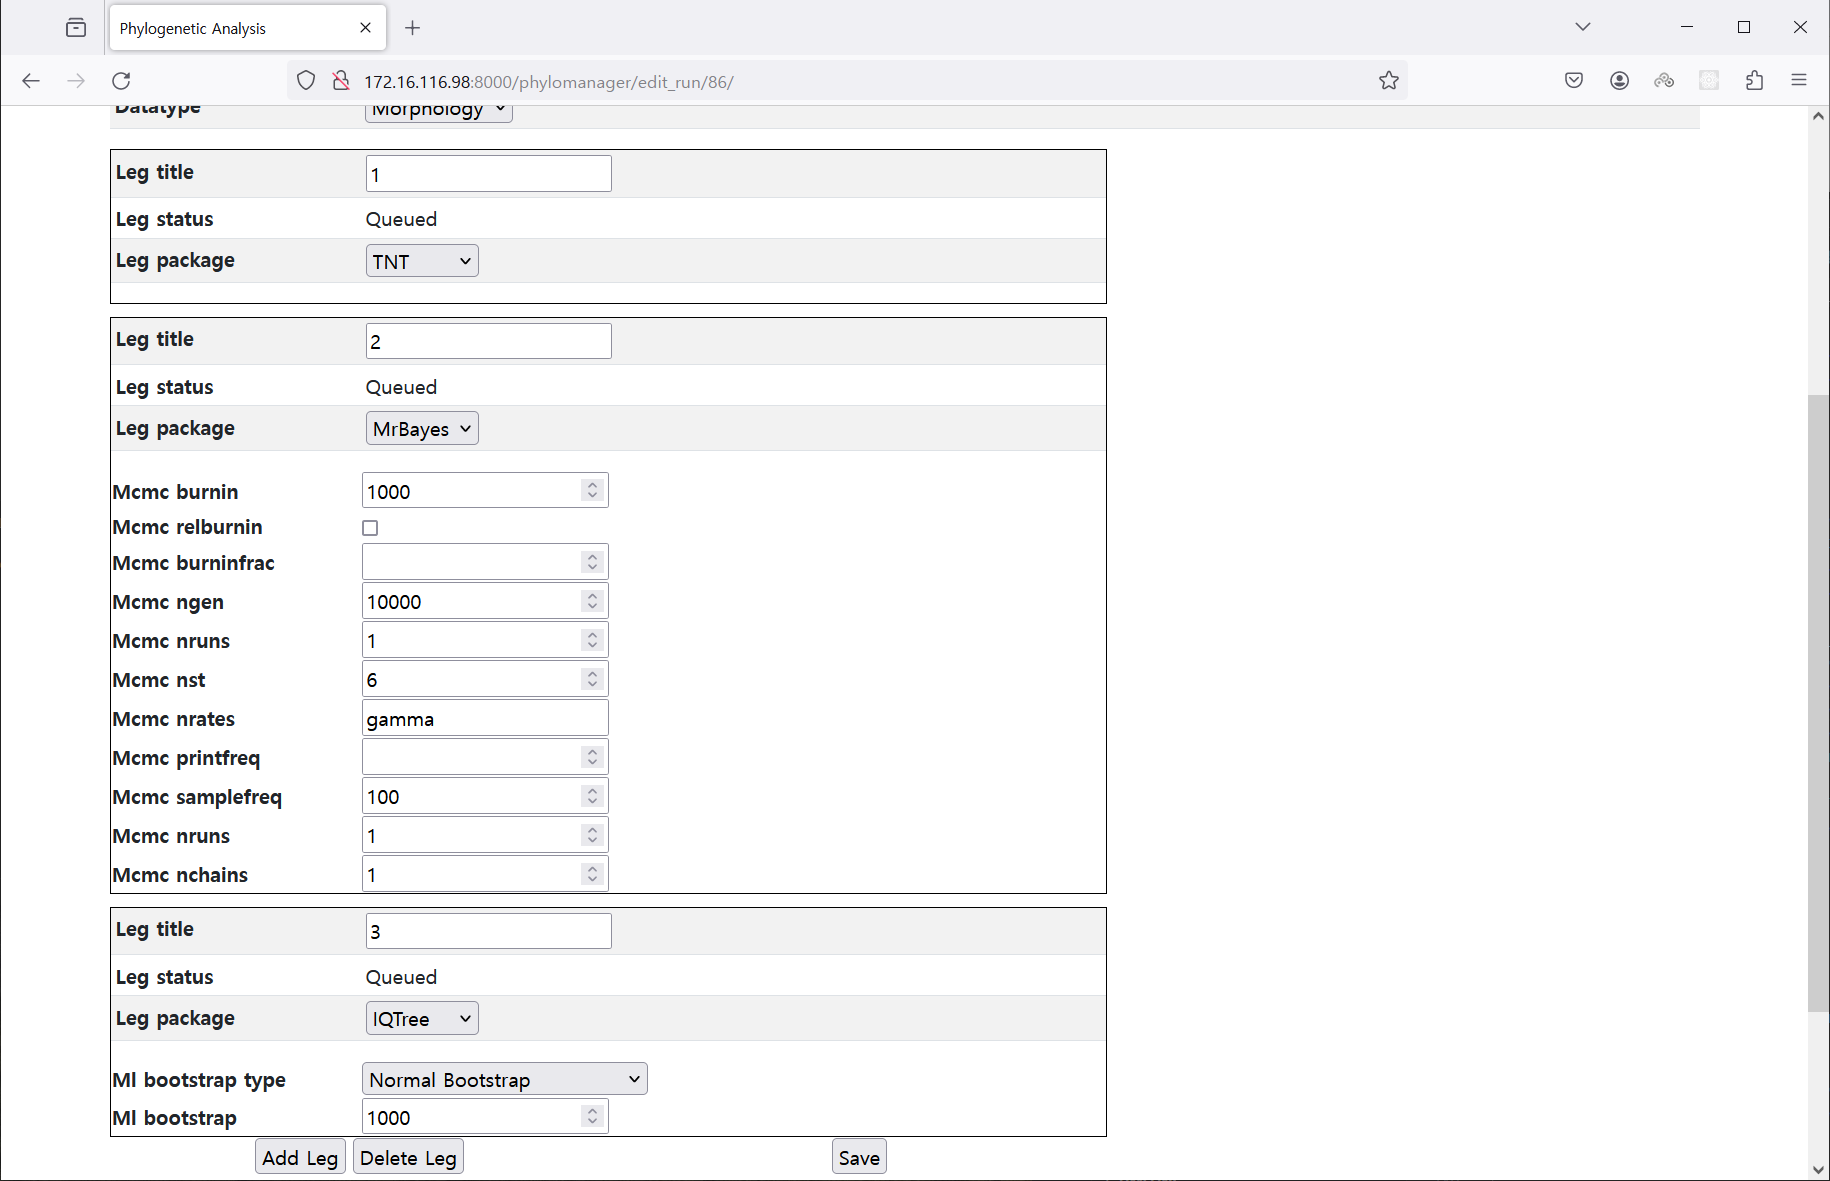 Phylogenetic Analysis
172.16.116.98:8000/phylomanager/edit_run/86/
Datatype Morphology
Leg title 1
Leg status Queued
Leg package TNT
Leg title 2
Leg status Queued
Leg package MrBayes
Mcmc burnin 1000
Mcmc relburnin
Mcmc burninfrac
Mcmc ngen 10000
Mcmc nruns 1
Mcmc nst 6
Mcmc nrates gamma
Mcmc printfreq
Mcmc samplefreq 100
Mcmc nruns 1
Mcmc nchains 1
Leg title 3
Leg status Queued
Leg package IQTree
Ml bootstrap type Normal Bootstrap
Ml bootstrap 1000
Add Leg Delete Leg Save